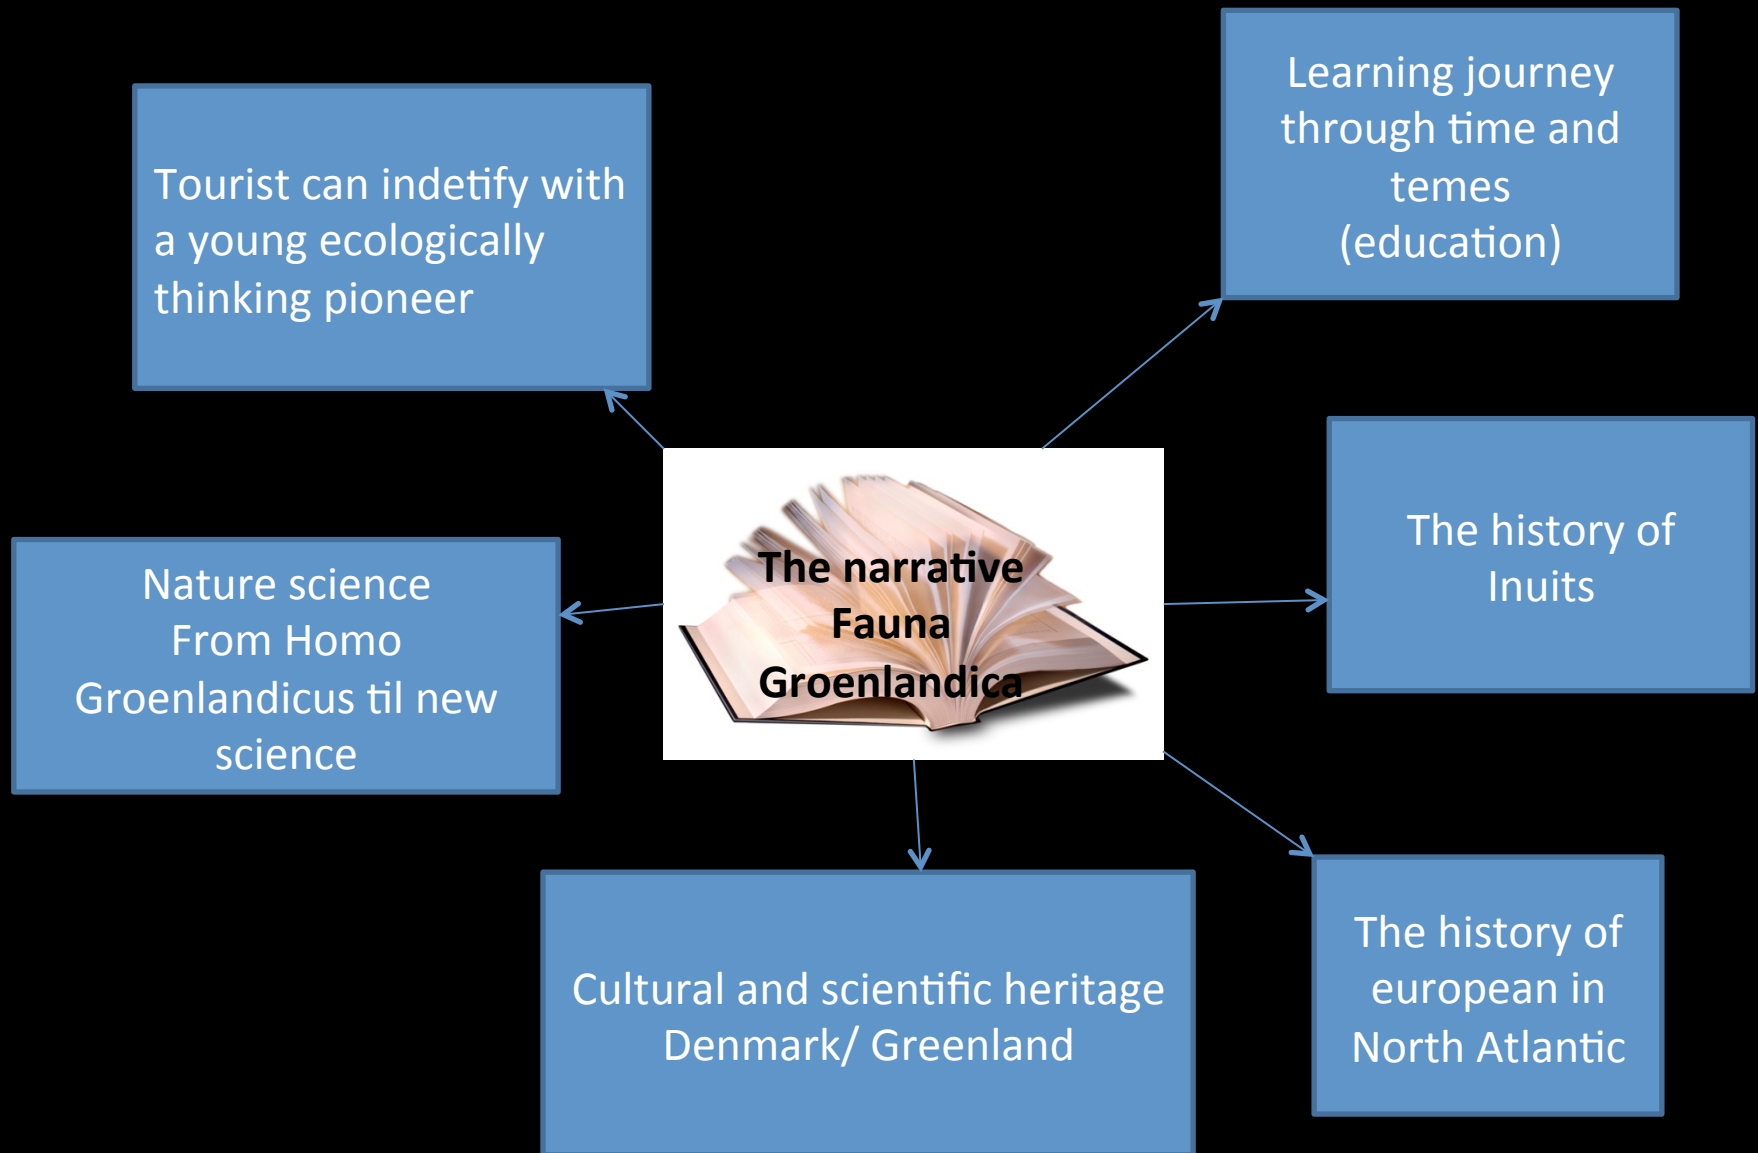 Learning journey
through time and
temes
(education)
Tourist can indetify with
a young ecologically
thinking pioneer
The history of
Inuits
The narrative
Fauna
Groenlandica
Nature science
From Homo
Groenlandicus til new
science
The history of
european in
North Atlantic
Cultural and scientific heritage
Denmark/ Greenland